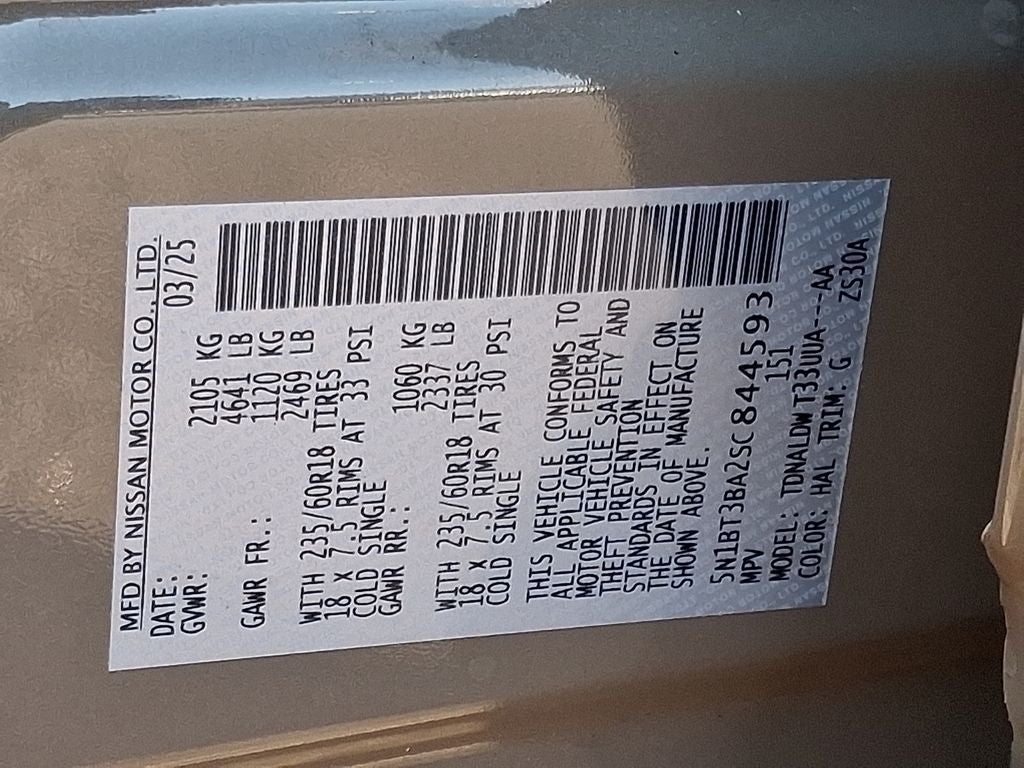 MFD BY NISSAN MOTOR CO., LTD.
DATE: 03/25
GVWR: 2105 KG
4641 LB
GAWR FR.: 1120 KG
2469 LB
WITH 235/60R18 TIRES
18 X 7.5 RIMS AT 33 PSI
COLD SINGLE
GAWR RR.: 1060 KG
2337 LB
WITH 235/60R18 TIRES
18 X 7.5 RIMS AT 30 PSI
COLD SINGLE
THIS VEHICLE CONFORMS TO
ALL APPLICABLE FEDERAL
MOTOR VEHICLE SAFETY AND
THEFT PREVENTION
STANDARDS IN EFFECT ON
THE DATE OF MANUFACTURE
SHOWN ABOVE.
5N1BT3BA2SC844593
MPV 151
MODEL: TDNALDWT33UUA---AA
COLOR: HAL TRIM: G ZS30A